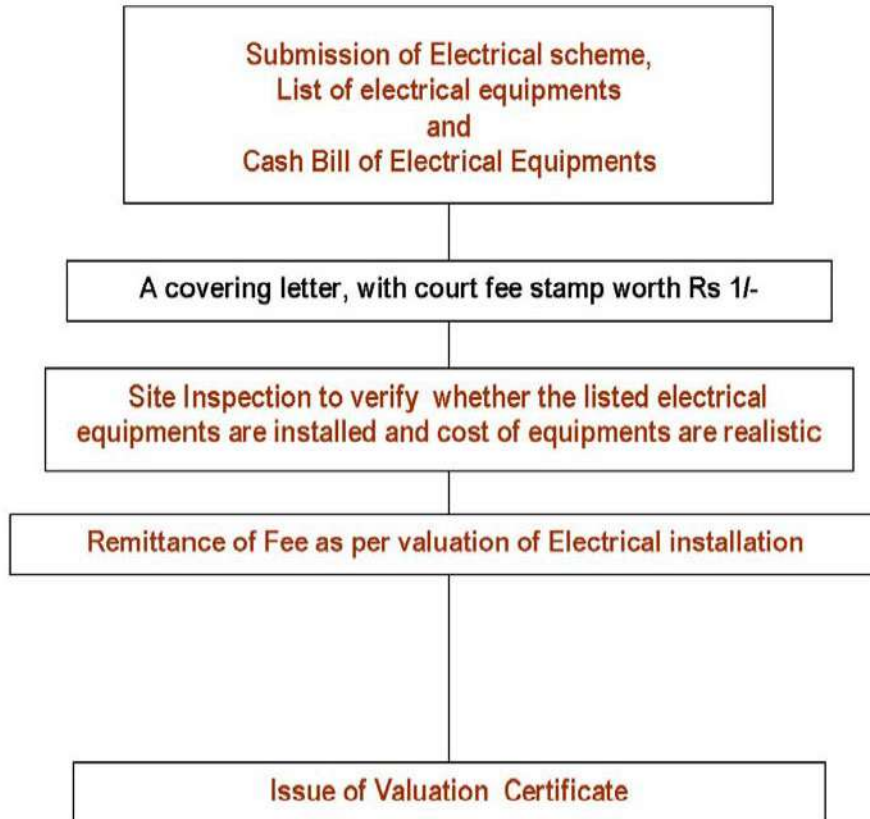 Submission of Electrical scheme,
List of electrical equipments
and
Cash Bill of Electrical Equipments
A covering letter, with court fee stamp worth Rs 1/-
Site Inspection to verify whether the listed electrical
equipments are installed and cost of equipments are realistic
Remittance of Fee as per valuation of Electrical installation
Issue of Valuation Certificate